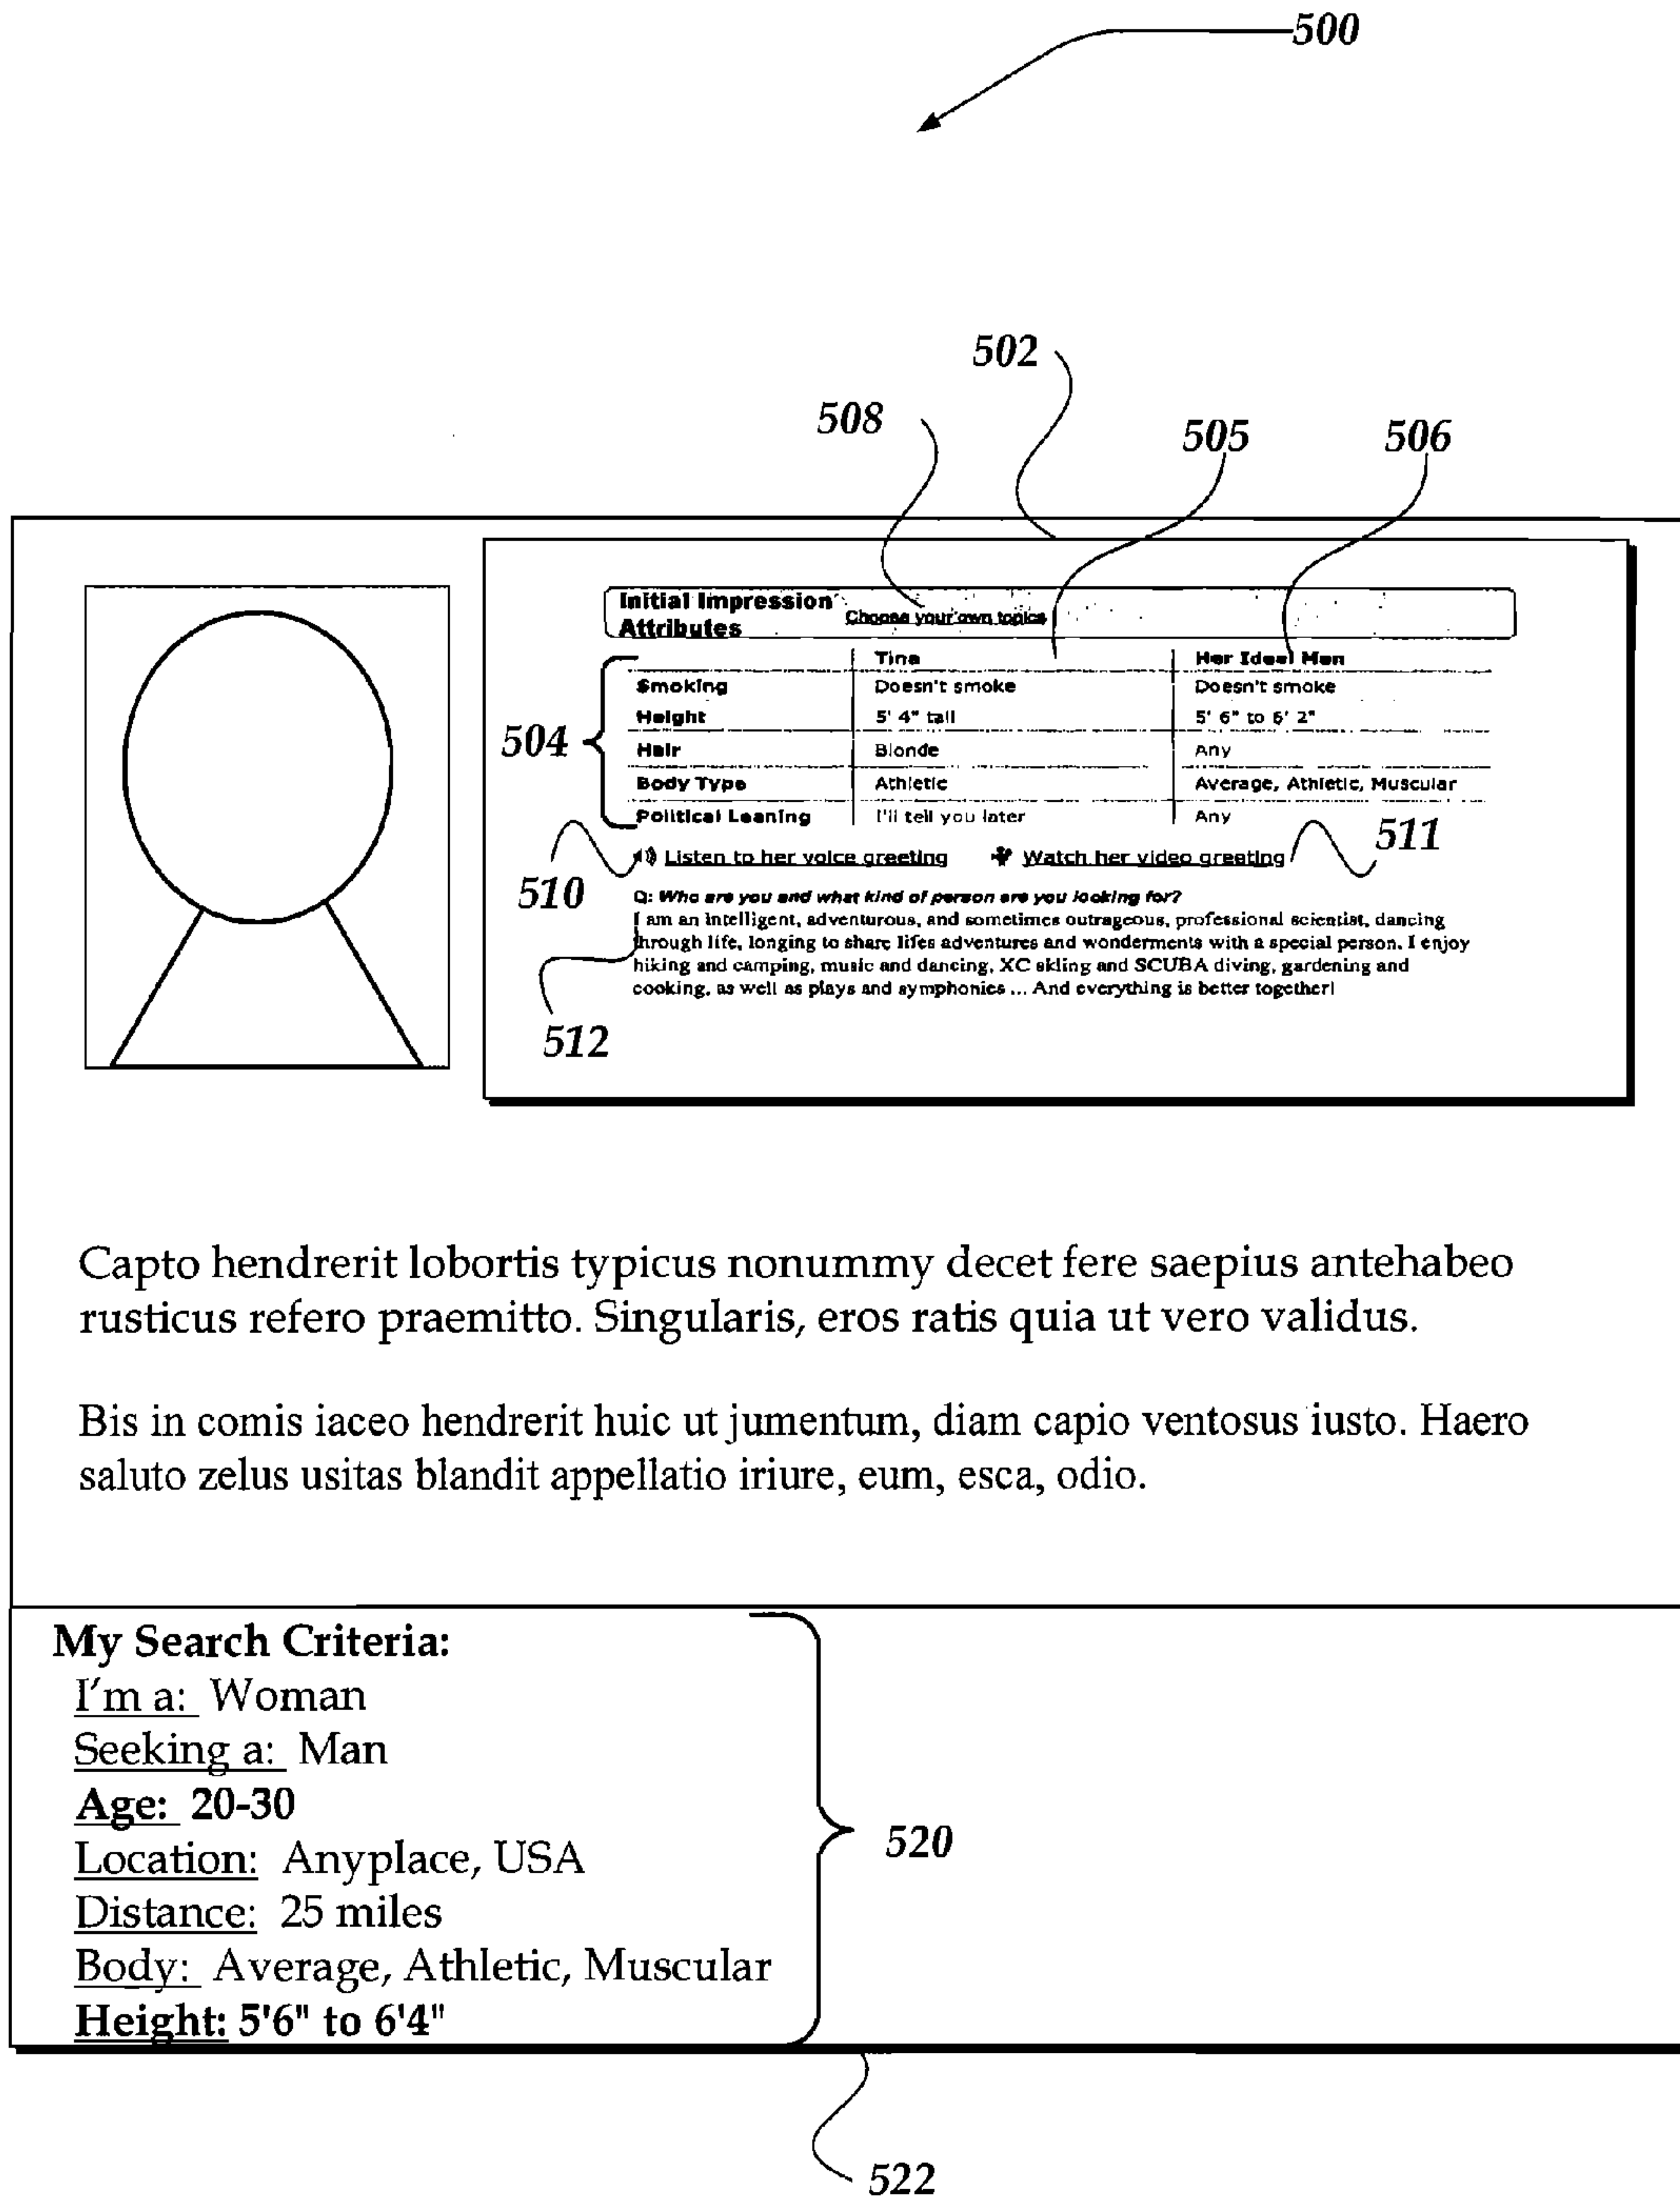 500
502
508
505
506
Initial Impression
Attributes
Choose your own topics
Tina
Her Ideal Man
Smoking
Doesn't smoke
Doesn't smoke
Height
5' 4" tall
5' 6" to 6' 2"
504
Hair
Blonde
Any
Body Type
Athletic
Average, Athletic, Muscular
Political Leaning
I'll tell you later
Any
511
Listen to her voice greeting
Watch her video greeting
510
Q: Who are you and what kind of person are you looking for?
I am an intelligent, adventurous, and sometimes outrageous, professional scientist, dancing
through life, longing to share lifes adventures and wonderments with a special person. I enjoy
hiking and camping, music and dancing, XC skiing and SCUBA diving, gardening and
cooking, as well as plays and symphonies ... And everything is better together!
512
Capto hendrerit lobortis typicus nonummy decet fere saepius antehabeo
rusticus refero praemitto. Singularis, eros ratis quia ut vero validus.
Bis in comis iaceo hendrerit huic ut jumentum, diam capio ventosus iusto. Haero
saluto zelus usitas blandit appellatio iriure, eum, esca, odio.
My Search Criteria:
I'm a: Woman
Seeking a: Man
Age: 20-30
Location: Anyplace, USA
520
Distance: 25 miles
Body: Average, Athletic, Muscular
Height: 5'6" to 6'4"
522